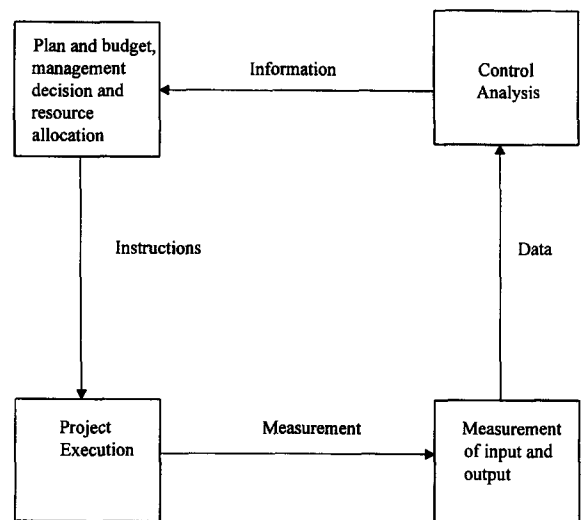 Plan and budget,
management
decision and
resource
allocation
Information
Control
Analysis
Instructions
Data
Project
Execution
Measurement
Measurement
of input and
output